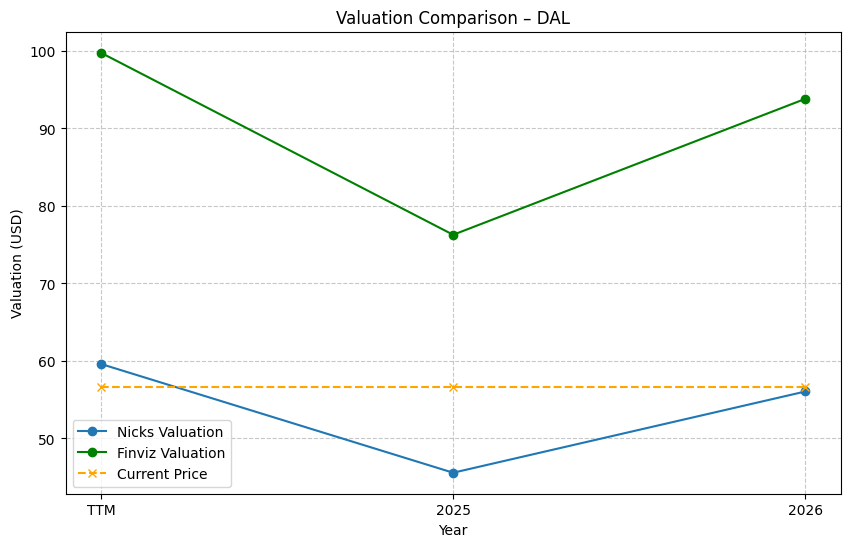 Valuation Comparison – DAL
Valuation (USD)
100
90
80
70
60
50
Nicks Valuation
Finviz Valuation
Current Price
TTM
2025
2026
Year